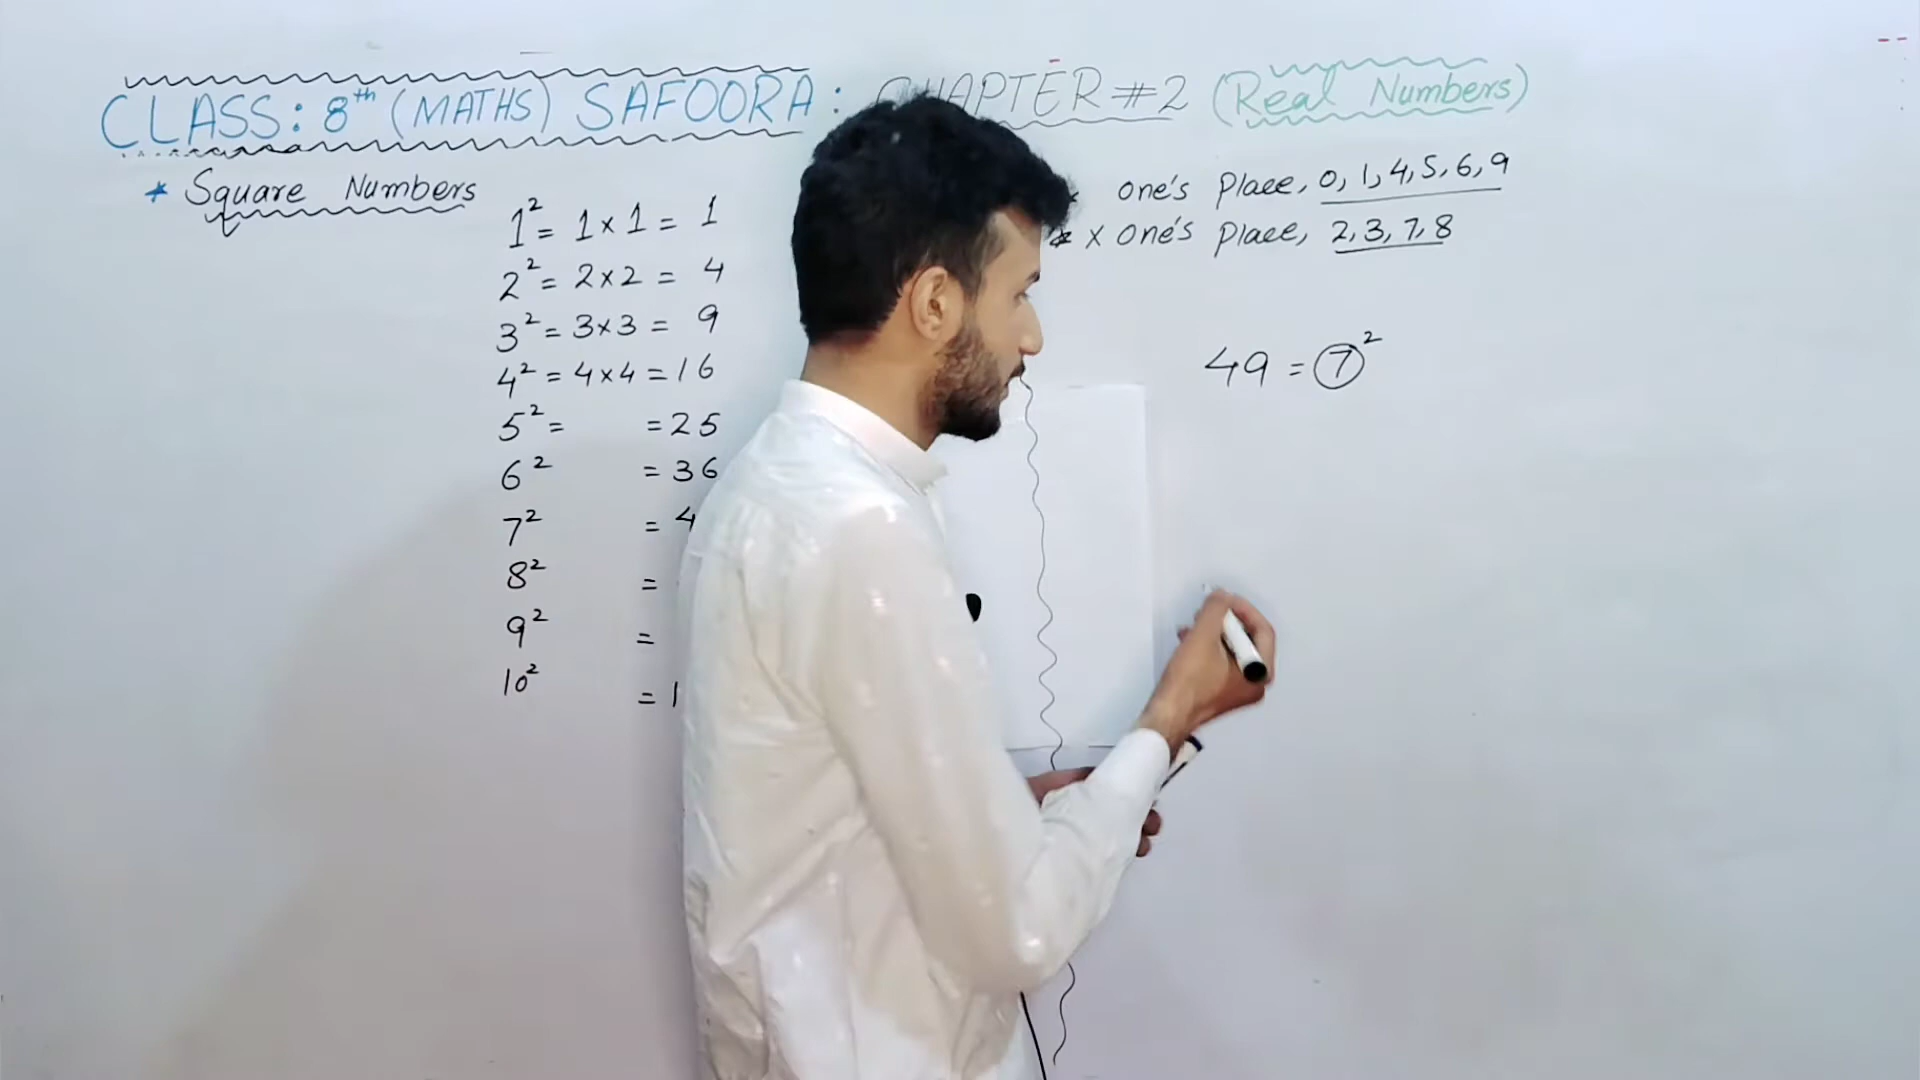 CLASS: 8th (MATHS) SAFOORA: CHAPTER #2 (Real Numbers)
* Square Numbers
1² = 1 × 1 = 1
2² = 2 × 2 = 4
3² = 3 × 3 = 9
4² = 4 × 4 = 16
5² = = 25
6² = 36
7² = 4
8² =
9² =
10² = 1
one's place, 0, 1, 4, 5, 6, 9
* × one's place, 2, 3, 7, 8
49 = 7²